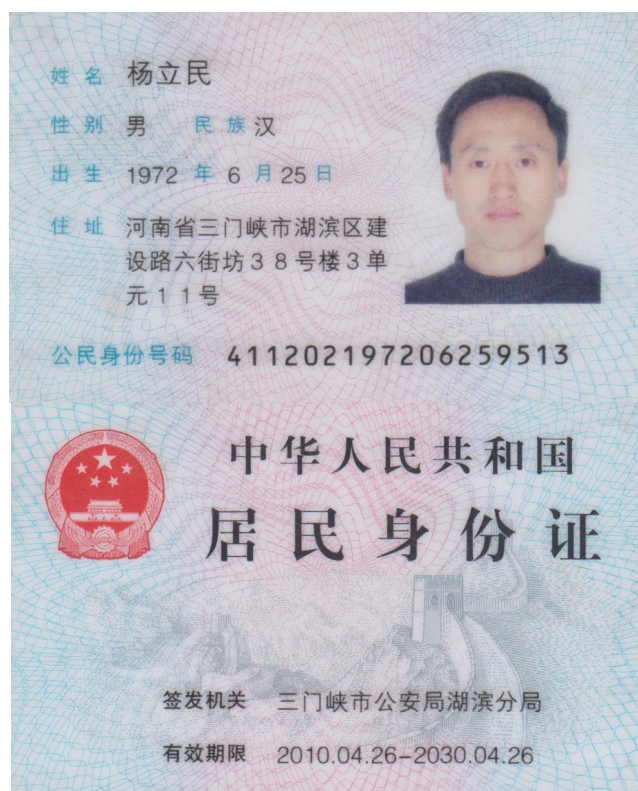 姓名 杨立民
性别 男 民族 汉
出生 1972 年 6 月 25 日
住址 河南省三门峡市湖滨区建
设路六街坊38号楼3单
元11号
公民身份号码 411202197206259513
中华人民共和国
居民身份证
签发机关 三门峡市公安局湖滨分局
有效期限 2010.04.26-2030.04.26